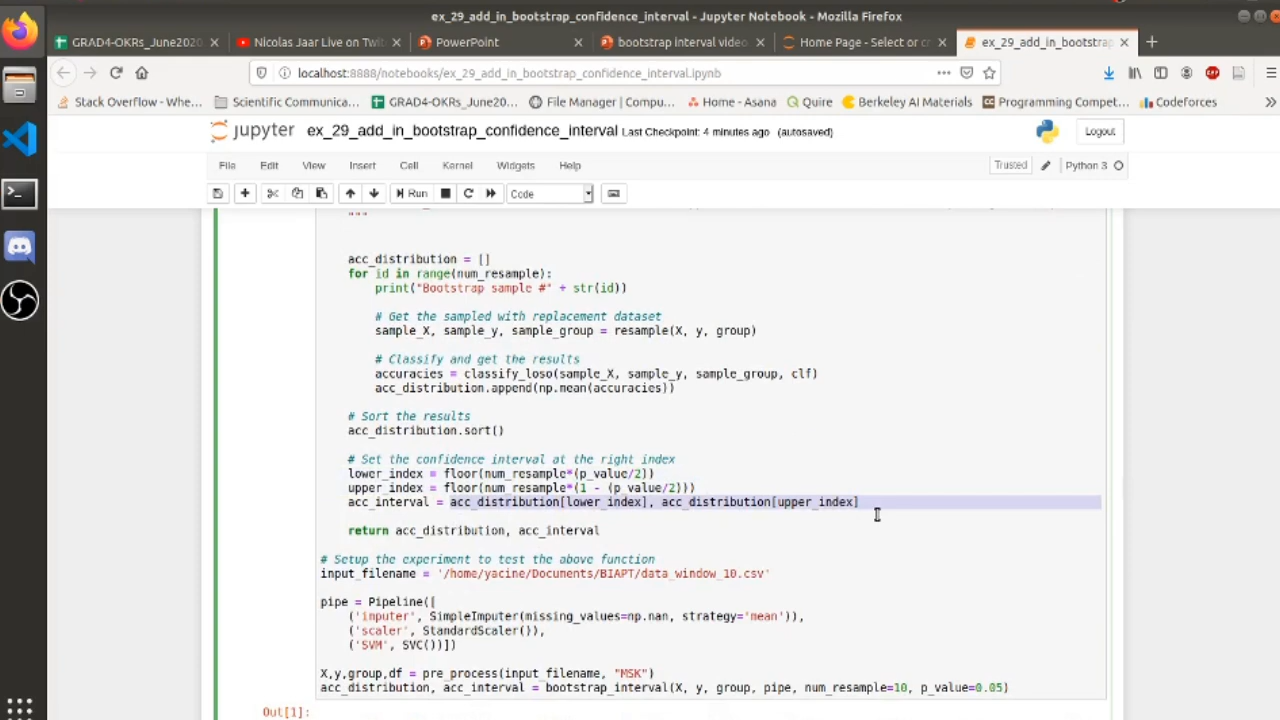 ex_29_add_in_bootstrap_confidence_interval - Jupyter Notebook - Mozilla Firefox
GRAD4-OKRs_June2020
Nicolas Jaar Live on Twit
PowerPoint
bootstrap interval video
Home Page - Select or cr
ex_29_add_in_bootstra
localhost:8888/notebooks/ex_29_add_in_bootstrap_confidence_interval.ipynb
Stack Overflow - Whe...
Scientific Communica...
GRAD4-OKRs_June20...
File Manager | Compu...
Home - Asana
Quire
Berkeley AI Materials
Programming Compet...
Codeforces
jupyter ex_29_add_in_bootstrap_confidence_interval Last Checkpoint: 4 minutes ago (autosaved)
Logout
File Edit View Insert Cell Kernel Widgets Help
Trusted
Python 3
Run
Code
"""
acc_distribution = []
for id in range(num_resample):
print("Bootstrap sample #" + str(id))
# Get the sampled with replacement dataset
sample_X, sample_y, sample_group = resample(X, y, group)
# Classify and get the results
accuracies = classify_loso(sample_X, sample_y, sample_group, clf)
acc_distribution.append(np.mean(accuracies))
# Sort the results
acc_distribution.sort()
# Set the confidence interval at the right index
lower_index = floor(num_resample*(p_value/2))
upper_index = floor(num_resample*(1 - (p_value/2)))
acc_interval = acc_distribution[lower_index], acc_distribution[upper_index]
return acc_distribution, acc_interval
# Setup the experiment to test the above function
input_filename = '/home/yacine/Documents/BIAPT/data_window_10.csv'
pipe = Pipeline([
('imputer', SimpleImputer(missing_values=np.nan, strategy='mean')),
('scaler', StandardScaler()),
('SVM', SVC())])
X,y,group,df = pre_process(input_filename, "MSK")
acc_distribution, acc_interval = bootstrap_interval(X, y, group, pipe, num_resample=10, p_value=0.05)
Out[1]: